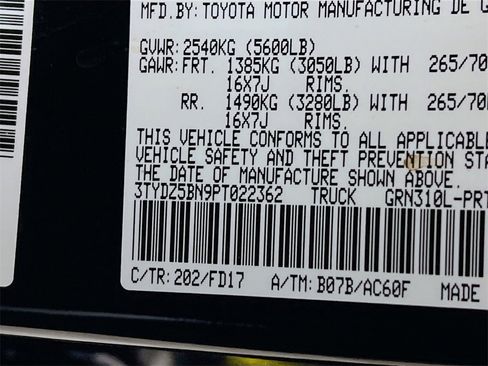 MFD.BY: TOYOTA MOTOR MANUFACTURING DE
GVWR: 2540KG (5600LB)
GAWR: FRT. 1385KG (3050LB) WITH 265/70
16X7J RIMS.
RR. 1490KG (3280LB) WITH 265/70
16X7J RIMS.
THIS VEHICLE CONFORMS TO ALL APPLICABLE
VEHICLE SAFETY AND THEFT PREVENTION STA
THE DATE OF MANUFACTURE SHOWN ABOVE.
3TYDZ5BN9PT022362 TRUCK GRN310L-PRT
C/TR: 202/FD17 A/TM: B07B/AC60F MADE